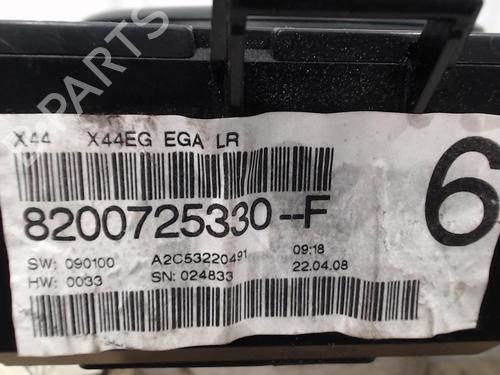 X44 X44EG EGA LR
8200725330--F
6
SW: 090100 A2C53220491 09:18
HW: 0033 SN: 024833 22.04.08
B-PARTS